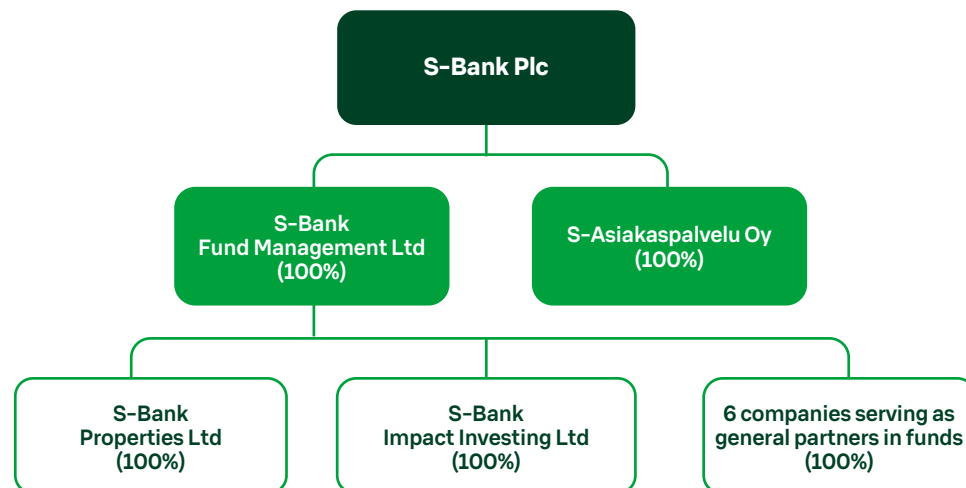 S-Bank Plc
S-Bank
Fund Management Ltd
(100%)
S-Asiakaspalvelu Oy
(100%)
S-Bank
Properties Ltd
(100%)
S-Bank
Impact Investing Ltd
(100%)
6 companies serving as
general partners in funds
(100%)